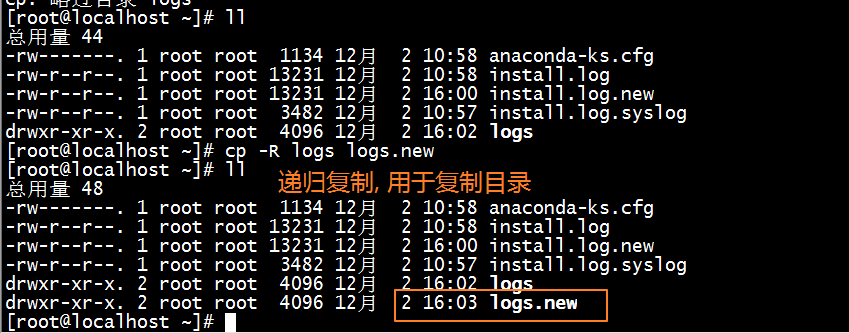 cp: 略过目录 logs
[root@localhost ~]# ll
总用量 44
-rw-------. 1 root root  1134 12月  2 10:58 anaconda-ks.cfg
-rw-r--r--. 1 root root 13231 12月  2 10:58 install.log
-rw-r--r--. 1 root root 13231 12月  2 16:00 install.log.new
-rw-r--r--. 1 root root  3482 12月  2 10:57 install.log.syslog
drwxr-xr-x. 2 root root  4096 12月  2 16:02 logs
[root@localhost ~]# cp -R logs logs.new
[root@localhost ~]# ll
递归复制, 用于复制目录
总用量 48
-rw-------. 1 root root  1134 12月  2 10:58 anaconda-ks.cfg
-rw-r--r--. 1 root root 13231 12月  2 10:58 install.log
-rw-r--r--. 1 root root 13231 12月  2 16:00 install.log.new
-rw-r--r--. 1 root root  3482 12月  2 10:57 install.log.syslog
drwxr-xr-x. 2 root root  4096 12月  2 16:02 logs
drwxr-xr-x. 2 root root  4096 12月  2 16:03 logs.new
[root@localhost ~]#